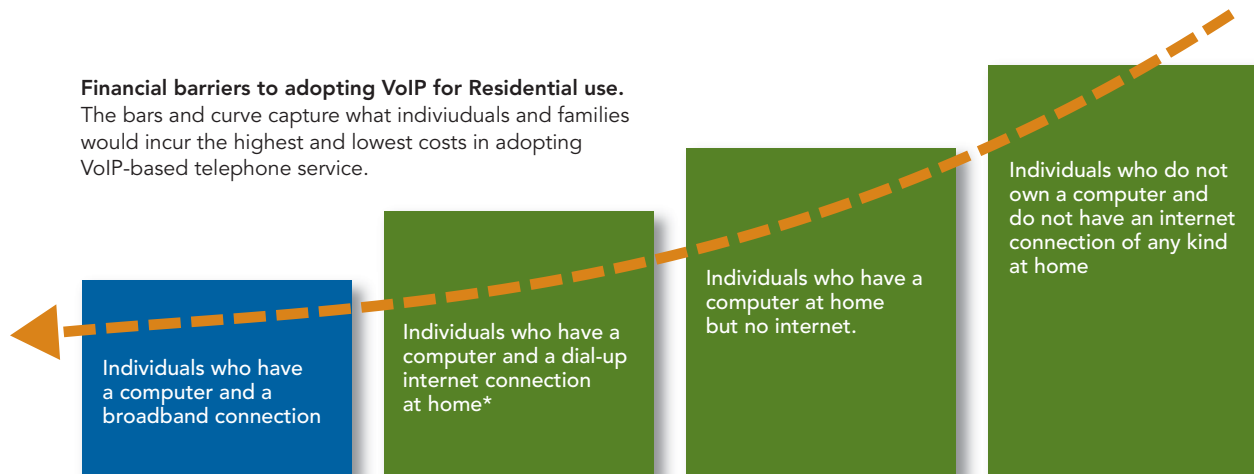 Financial barriers to adopting VoIP for Residential use.
The bars and curve capture what indiviuduals and families
would incur the highest and lowest costs in adopting
VoIP-based telephone service.
Individuals who have
a computer and a
broadband connection
Individuals who have a
computer and a dial-up
internet connection
at home*
Individuals who have a
computer at home
but no internet.
Individuals who do not
own a computer and
do not have an internet
connection of any kind
at home